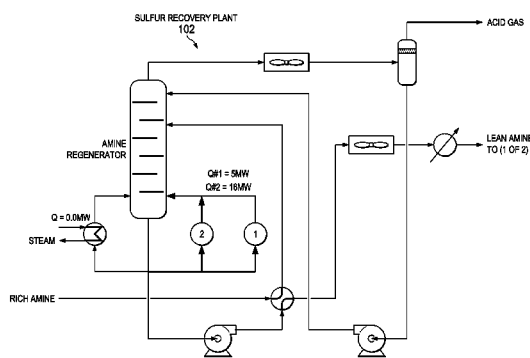 SULFUR RECOVERY PLANT
102
ACID GAS
AMINE
REGENERATOR
LEAN AMINE
TO (1 OF 2)
Q#1 = 5MW
Q#2 = 16MW
Q = 0.0MW
2
1
STEAM
RICH AMINE